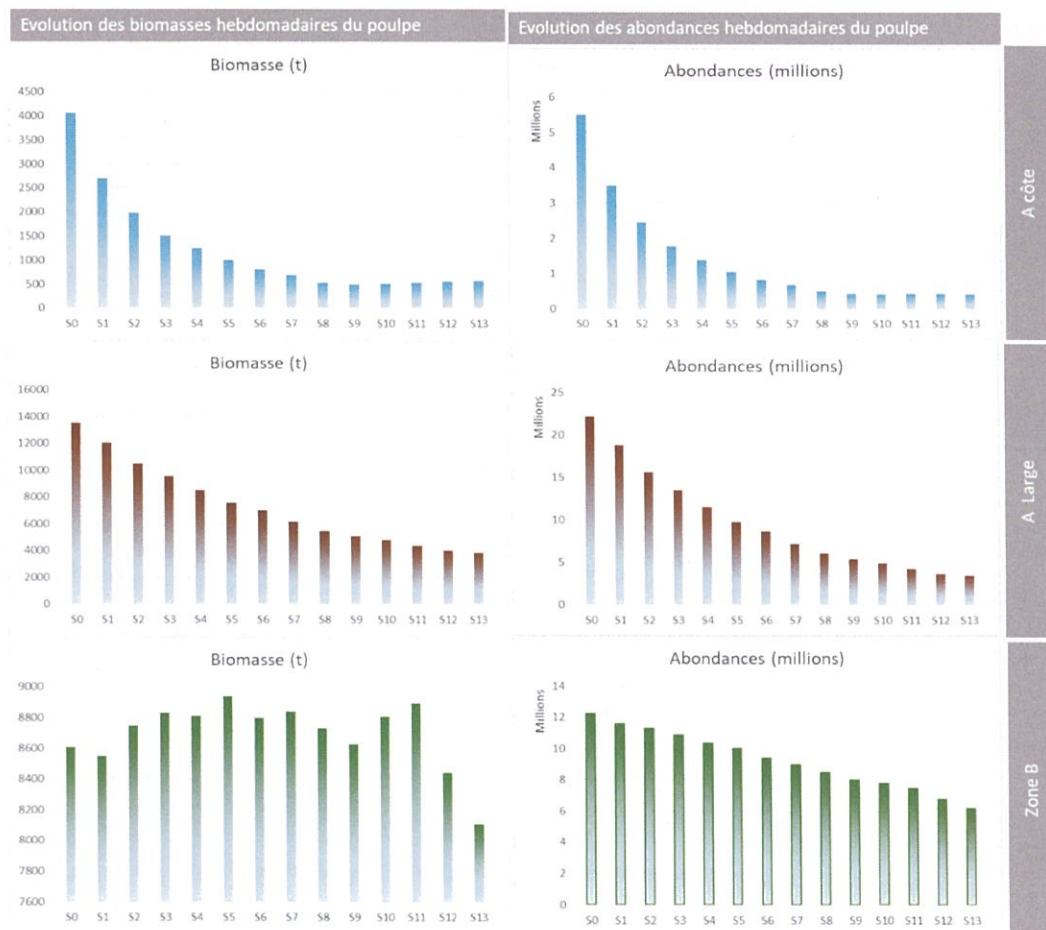 Evolution des biomasses hebdomadaires du poulpe
Evolution des abondances hebdomadaires du poulpe
Biomasse (t)
4500
4000
3500
3000
2500
2000
1500
1000
500
0
S0 S1 S2 S3 S4 S5 S6 S7 S8 S9 S10 S11 S12 S13
Abondances (millions)
Millions
6
5
4
3
2
1
0
S0 S1 S2 S3 S4 S5 S6 S7 S8 S9 S10 S11 S12 S13
A côte
Biomasse (t)
16000
14000
12000
10000
8000
6000
4000
2000
0
S0 S1 S2 S3 S4 S5 S6 S7 S8 S9 S10 S11 S12 S13
Abondances (millions)
Millions
25
20
15
10
5
0
S0 S1 S2 S3 S4 S5 S6 S7 S8 S9 S10 S11 S12 S13
A Large
Biomasse (t)
9000
8800
8600
8400
8200
8000
7800
7600
S0 S1 S2 S3 S4 S5 S6 S7 S8 S9 S10 S11 S12 S13
Abondances (millions)
Millions
14
12
10
8
6
4
2
0
S0 S1 S2 S3 S4 S5 S6 S7 S8 S9 S10 S11 S12 S13
Zone B